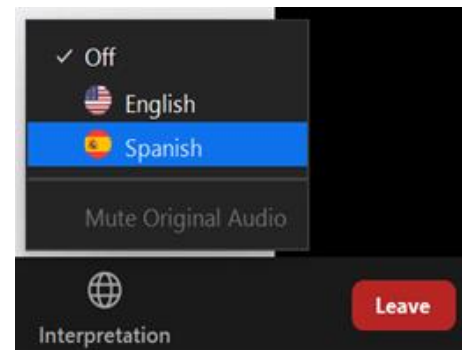 Off
English
Spanish
Mute Original Audio
Interpretation
Leave